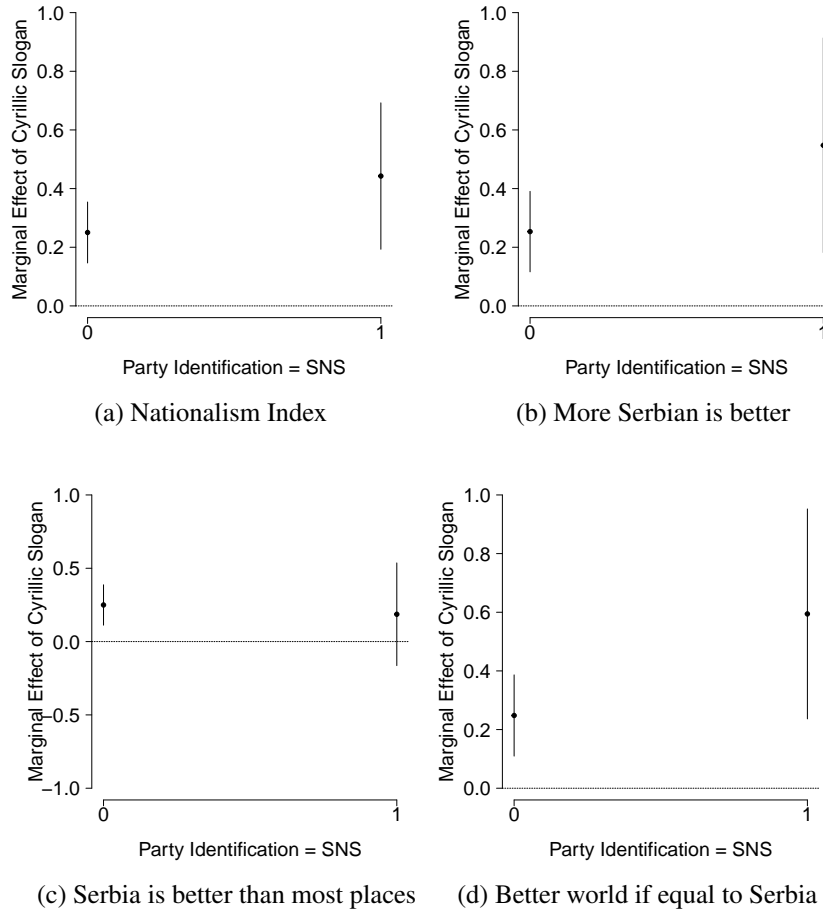 Marginal Effect of Cyrillic Slogan
1.0
0.8
0.6
0.4
0.2
0.0
0
1
Party Identification = SNS
(a) Nationalism Index
Marginal Effect of Cyrillic Slogan
1.0
0.8
0.6
0.4
0.2
0.0
0
1
Party Identification = SNS
(b) More Serbian is better
Marginal Effect of Cyrillic Slogan
1.0
0.5
0.0
−0.5
−1.0
0
1
Party Identification = SNS
(c) Serbia is better than most places
Marginal Effect of Cyrillic Slogan
1.0
0.8
0.6
0.4
0.2
0.0
0
1
Party Identification = SNS
(d) Better world if equal to Serbia